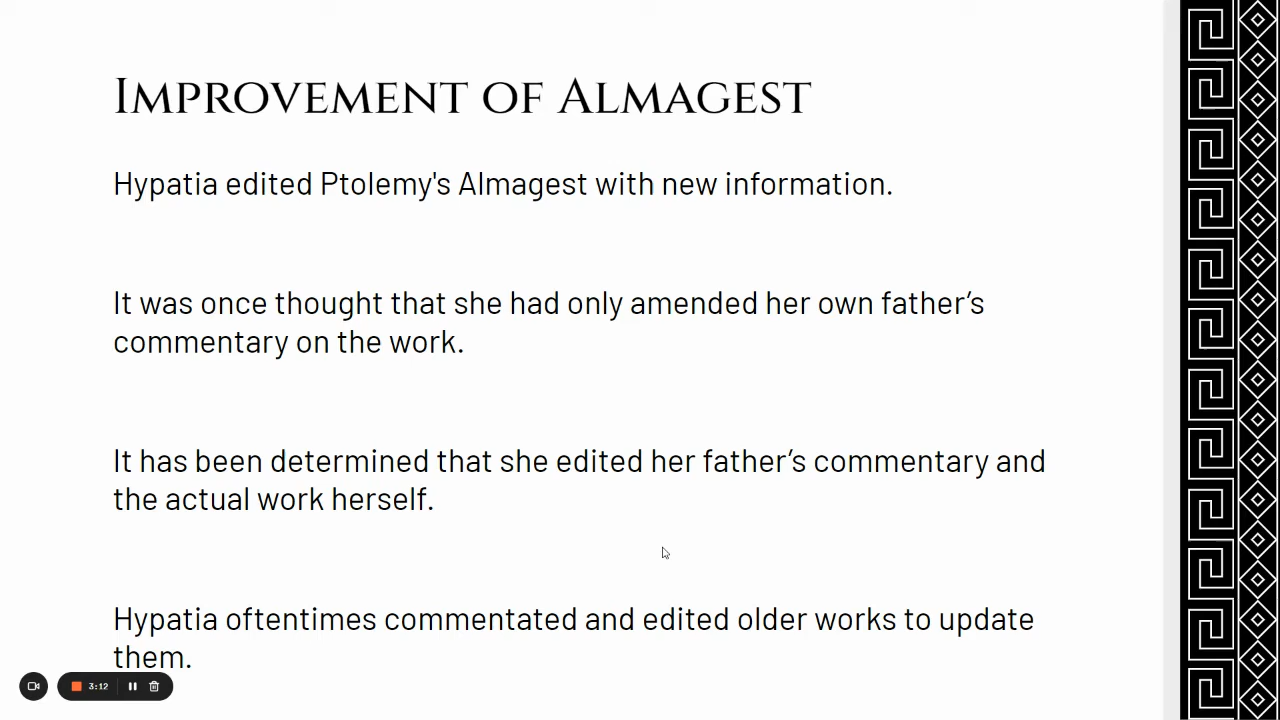 Improvement of Almagest
Hypatia edited Ptolemy's Almagest with new information.
It was once thought that she had only amended her own father’s
commentary on the work.
It has been determined that she edited her father’s commentary and
the actual work herself.
Hypatia oftentimes commentated and edited older works to update
them.
3:12